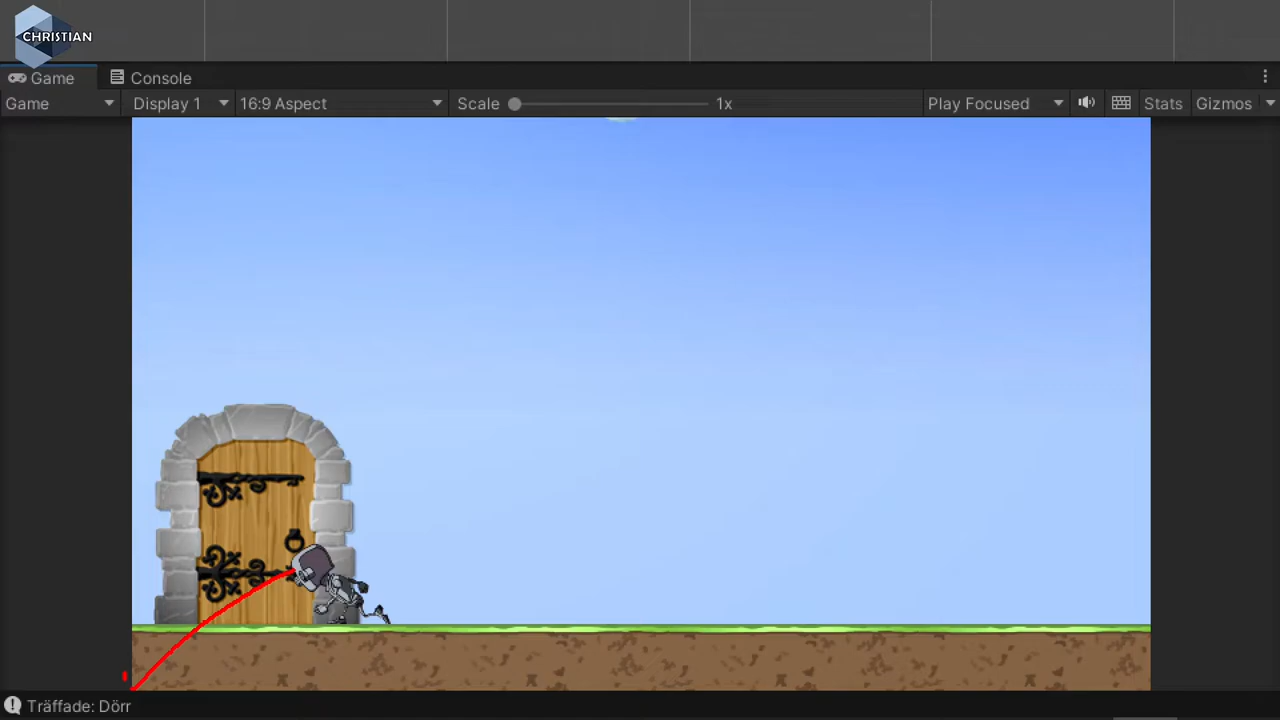 CHRISTIAN
Game Console
Game Display 1 16:9 Aspect Scale 1x Play Focused Stats Gizmos
Träffade: Dörr